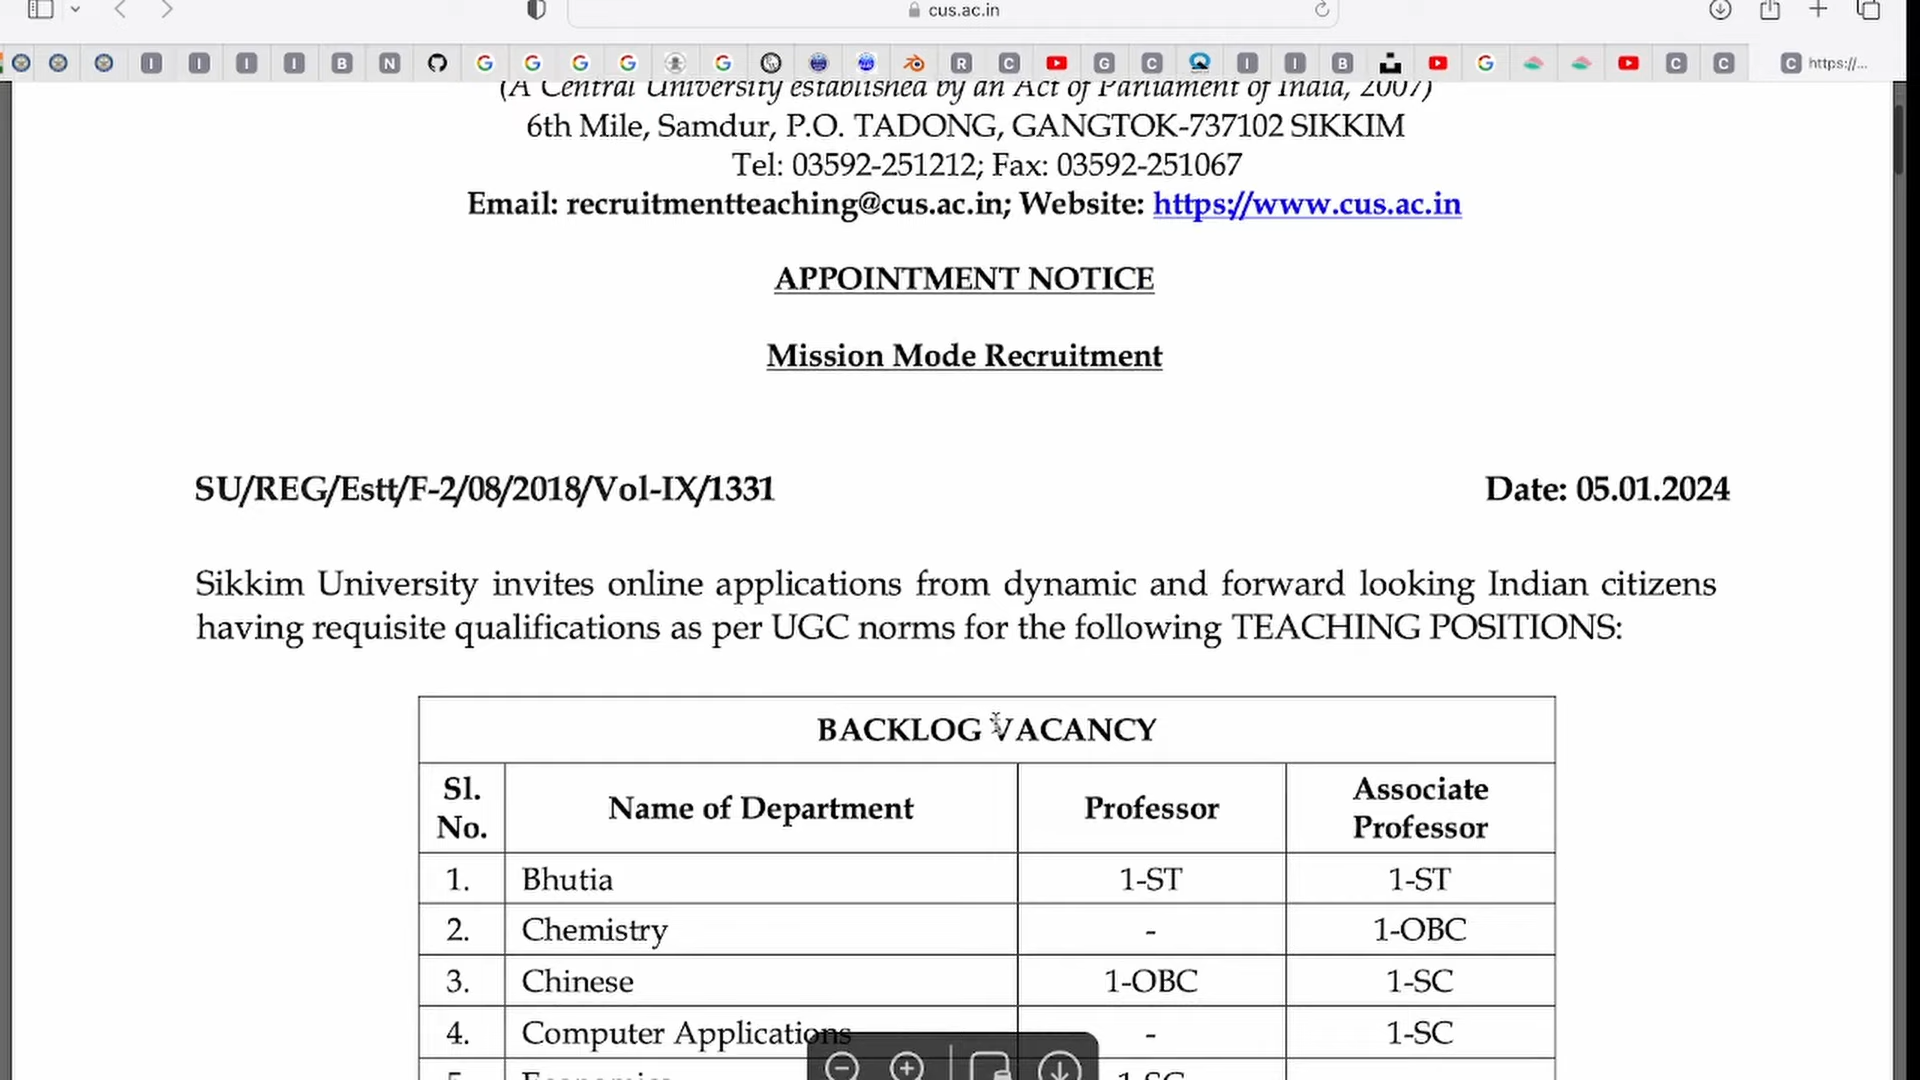 cus.ac.in
https://...
(A Central University established by an Act of Parliament of India, 2007)
6th Mile, Samdur, P.O. TADONG, GANGTOK-737102 SIKKIM
Tel: 03592-251212; Fax: 03592-251067
Email: recruitmentteaching@cus.ac.in; Website: https://www.cus.ac.in
APPOINTMENT NOTICE
Mission Mode Recruitment
SU/REG/Estt/F-2/08/2018/Vol-IX/1331 Date: 05.01.2024
Sikkim University invites online applications from dynamic and forward looking Indian citizens
having requisite qualifications as per UGC norms for the following TEACHING POSITIONS:
BACKLOG VACANCY
Sl. No. Name of Department Professor Associate Professor
1. Bhutia 1-ST 1-ST
2. Chemistry - 1-OBC
3. Chinese 1-OBC 1-SC
4. Computer Applications - 1-SC
5. Economics 1-SC